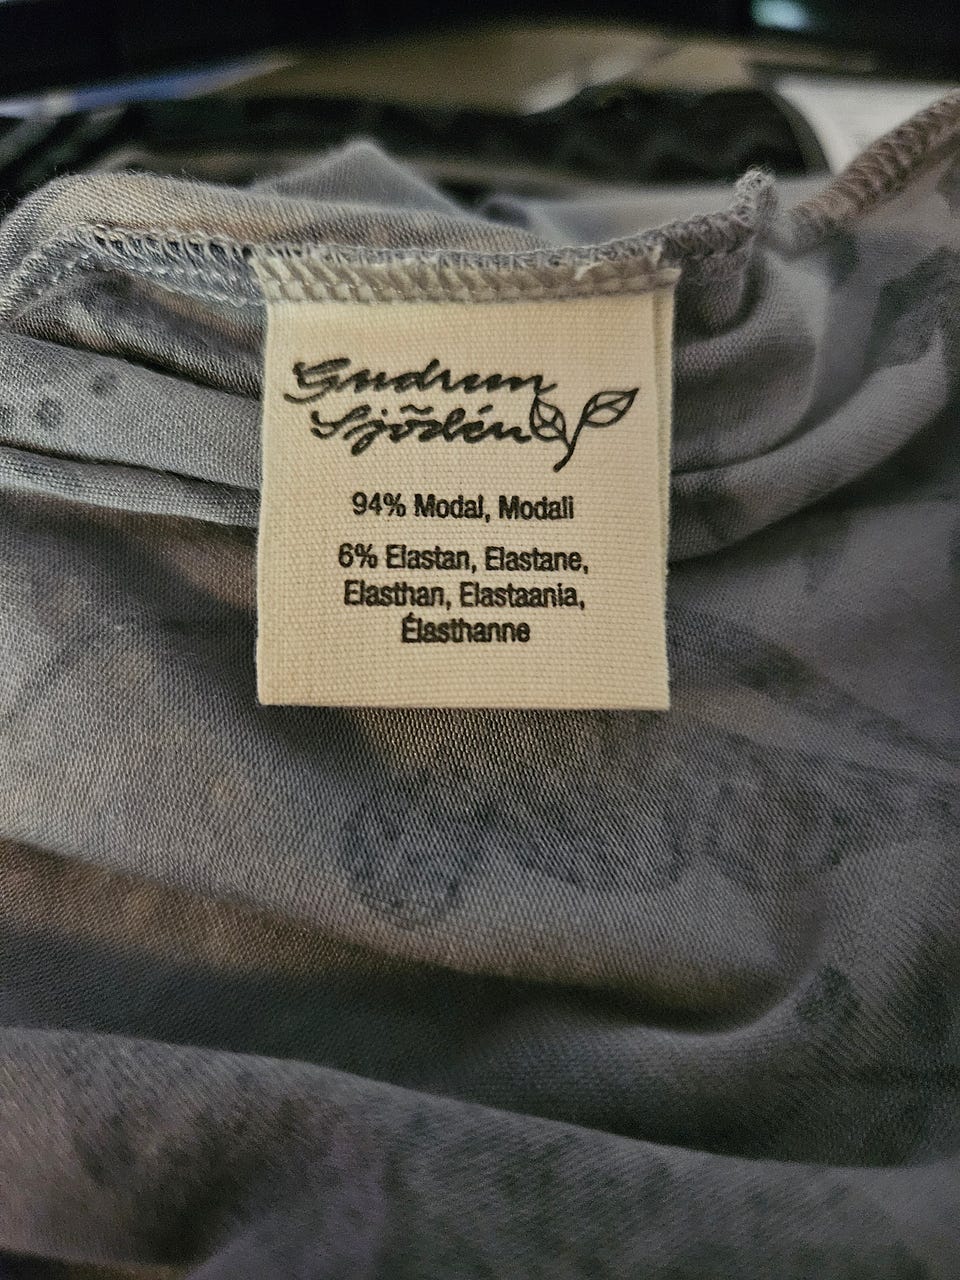 Gudrun
Sjödén
94% Modal, Modali
6% Elastan, Elastane,
Elasthan, Elastaania,
Élasthanne